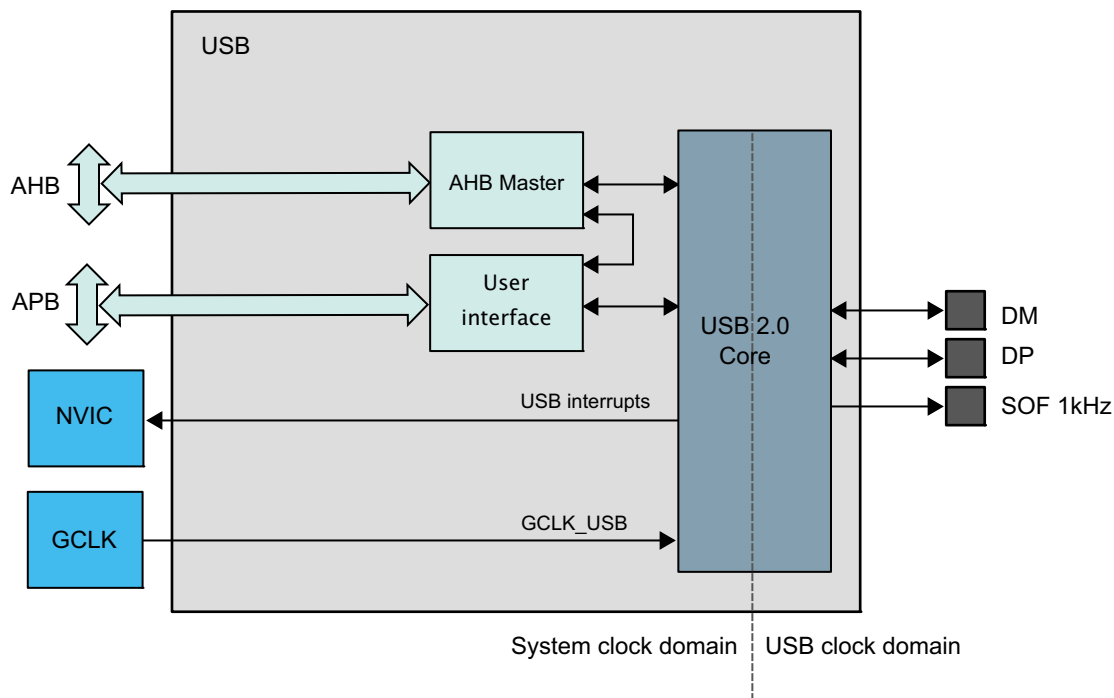 USB
AHB
AHB Master
APB
User
interface
USB 2.0
Core
DM
DP
SOF 1kHz
NVIC
USB interrupts
GCLK
GCLK_USB
System clock domain
USB clock domain